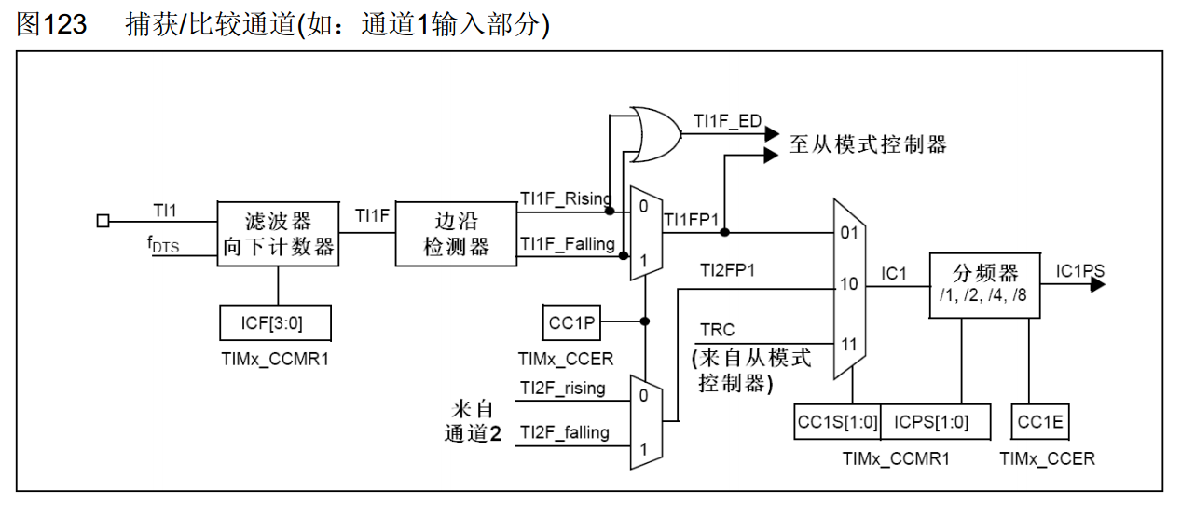 图123 捕获/比较通道(如：通道1输入部分)
TI1F_ED
至从模式控制器
TI1
fDTS
滤波器
向下计数器
TI1F
边沿
检测器
TI1F_Rising
TI1F_Falling
0
1
TI1FP1
01
10
11
TI2FP1
TRC
(来自从模式
控制器)
IC1
分频器
/1, /2, /4, /8
IC1PS
ICF[3:0]
TIMx_CCMR1
CC1P
TIMx_CCER
来自
通道2
TI2F_rising
TI2F_falling
0
1
CC1S[1:0]
ICPS[1:0]
TIMx_CCMR1
CC1E
TIMx_CCER